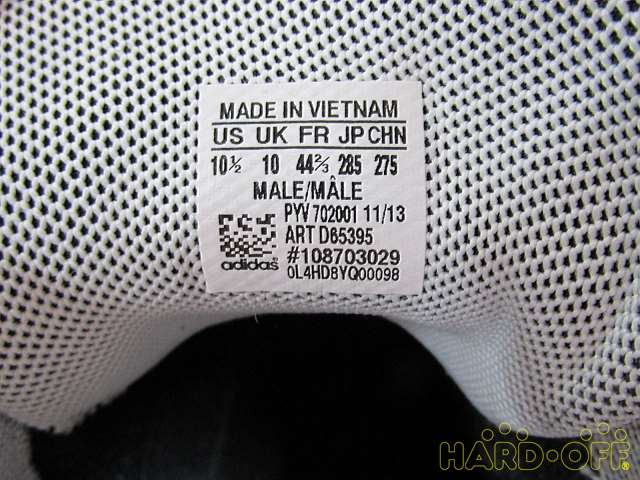 MADE IN VIETNAM
US UK FR JP CHN
10½ 10 44⅔ 285 275
MALE/MÂLE
PYV 702001 11/13
ART D65395
#108703029
adidas
0L4HD8YQ00098
HARD-OFF